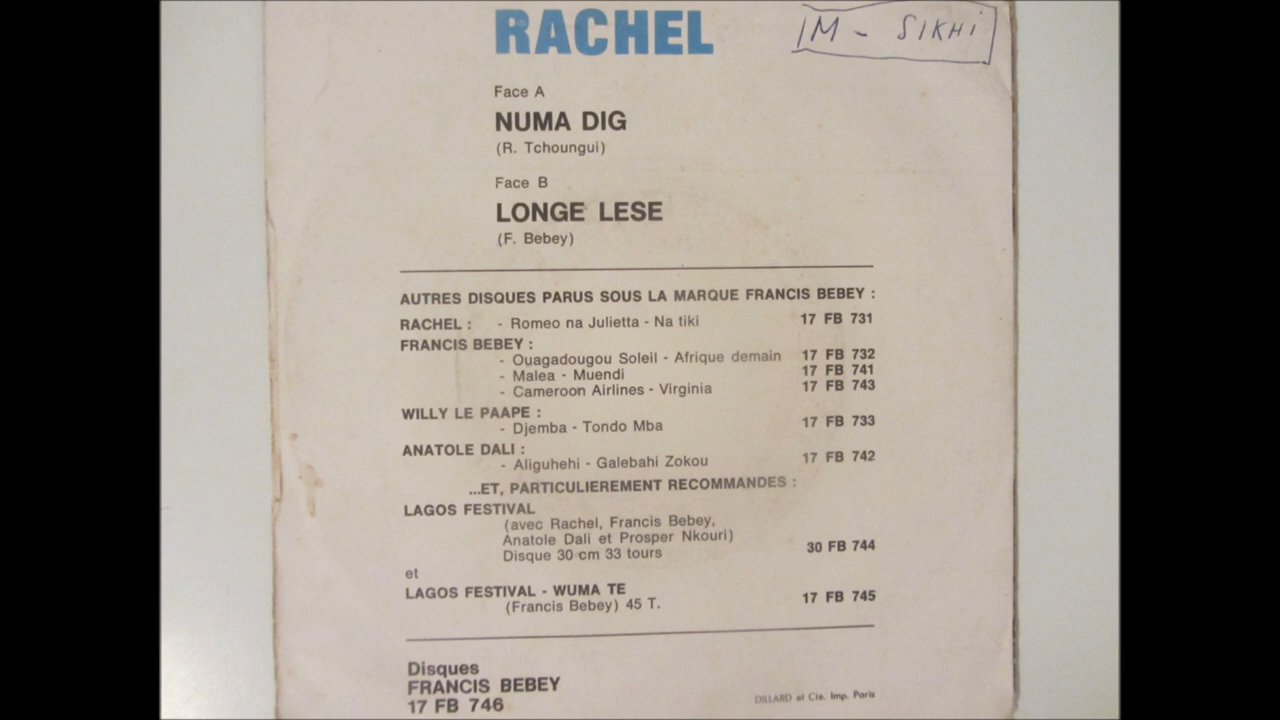 RACHEL
IM - SIKHI
Face A
NUMA DIG
(R. Tchoungui)
Face B
LONGE LESE
(F. Bebey)
AUTRES DISQUES PARUS SOUS LA MARQUE FRANCIS BEBEY :
RACHEL : - Romeo na Julietta - Na tiki 17 FB 731
FRANCIS BEBEY :
- Ouagadougou Soleil - Afrique demain 17 FB 732
- Malea - Muendi 17 FB 741
- Cameroon Airlines - Virginia 17 FB 743
WILLY LE PAAPE :
- Djemba - Tondo Mba 17 FB 733
ANATOLE DALI :
- Aliguhehi - Galebahi Zokou 17 FB 742
...ET, PARTICULIEREMENT RECOMMANDES :
LAGOS FESTIVAL
(avec Rachel, Francis Bebey,
Anatole Dali et Prosper Nkouri)
Disque 30 cm 33 tours 30 FB 744
et
LAGOS FESTIVAL - WUMA TE
(Francis Bebey) 45 T. 17 FB 745
Disques
FRANCIS BEBEY
17 FB 746
DILLARD et Cie. Imp. Paris